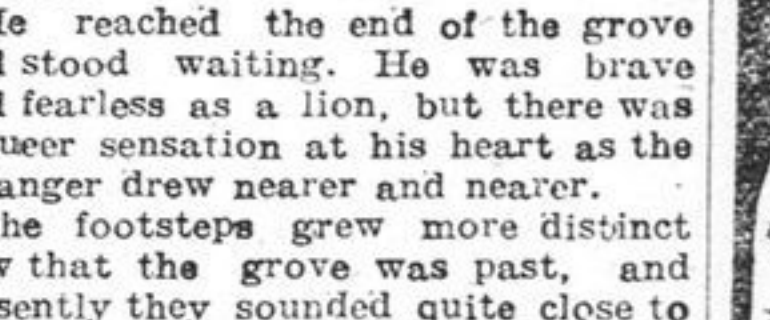 He reached the end of the grove
stood waiting. He was brave
fearless as a lion, but there was
ueer sensation at his heart as the
anger drew nearer and nearer.
he footsteps grew more distinct
w that the grove was past, and
sently they sounded quite close to